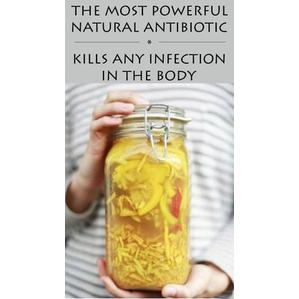 THE MOST POWERFUL
NATURAL ANTIBIOTIC
*
KILLS ANY INFECTION
IN THE BODY